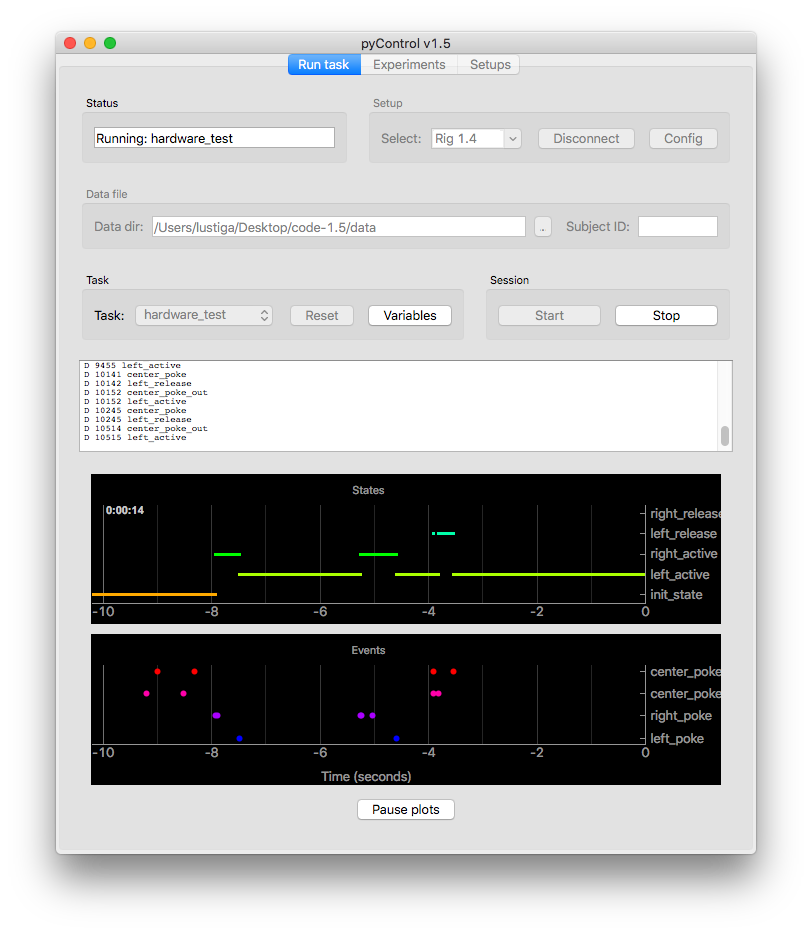 pyControl v1.5
Run task Experiments Setups
Status
Running: hardware_test
Setup
Select: Rig 1.4 Disconnect Config
Data file
Data dir: /Users/lustiga/Desktop/code-1.5/data . Subject ID:
Task
Task: hardware_test Reset Variables
Session
Start Stop
D 9455 left_active
D 10141 center_poke
D 10142 left_release
D 10152 center_poke_out
D 10152 left_active
D 10245 center_poke
D 10245 left_release
D 10514 center_poke_out
D 10515 left_active
States
0:00:14
right_release
left_release
right_active
left_active
init_state
-10 -8 -6 -4 -2 0
Events
center_poke
center_poke
right_poke
left_poke
-10 -8 -6 -4 -2 0
Time (seconds)
Pause plots